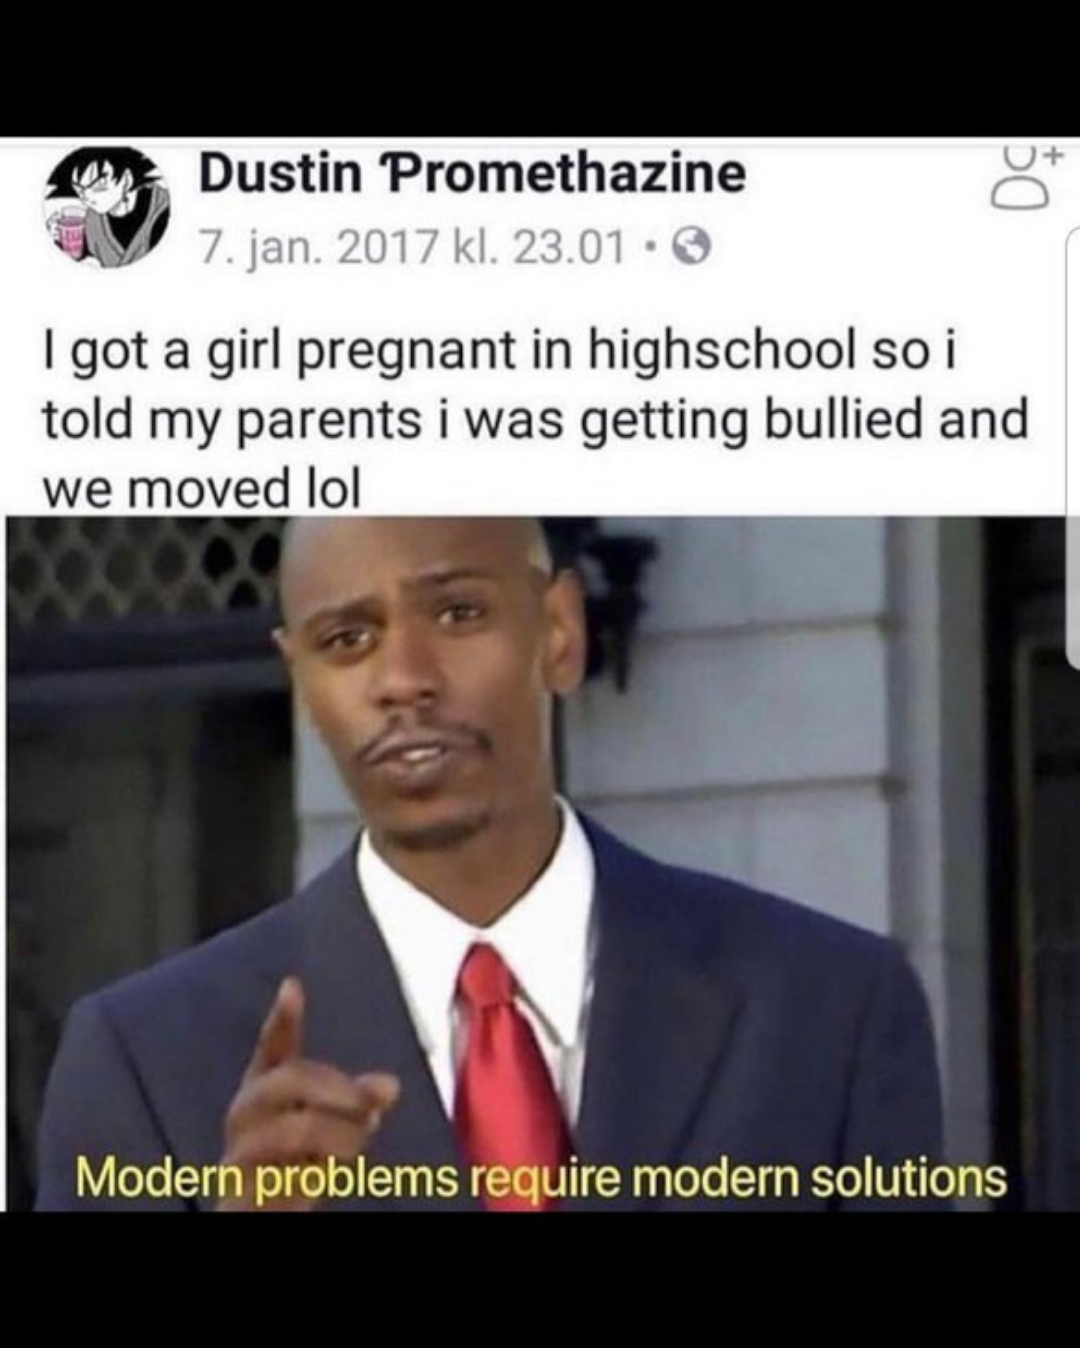 Dustin Promethazine
7. jan. 2017 kl. 23.01 ·
I got a girl pregnant in highschool so i
told my parents i was getting bullied and
we moved lol
Modern problems require modern solutions